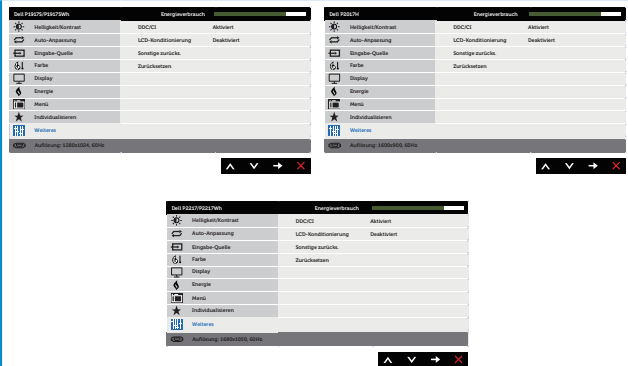 Dell P1917S/P1917SWh Energieverbrauch
Helligkeit/Kontrast DDC/CI Aktiviert
Auto-Anpassung LCD-Konditionierung Deaktiviert
Eingabe-Quelle Sonstige zurücks.
Farbe Zurücksetzen
Display
Energie
Menü
Individualisieren
Weiteres
Auflösung: 1280x1024, 60Hz
Dell P2017H Energieverbrauch
Helligkeit/Kontrast DDC/CI Aktiviert
Auto-Anpassung LCD-Konditionierung Deaktiviert
Eingabe-Quelle Sonstige zurücks.
Farbe Zurücksetzen
Display
Energie
Menü
Individualisieren
Weiteres
Auflösung: 1600x900, 60Hz
Dell P2217/P2217Wh Energieverbrauch
Helligkeit/Kontrast DDC/CI Aktiviert
Auto-Anpassung LCD-Konditionierung Deaktiviert
Eingabe-Quelle Sonstige zurücks.
Farbe Zurücksetzen
Display
Energie
Menü
Individualisieren
Weiteres
Auflösung: 1680x1050, 60Hz